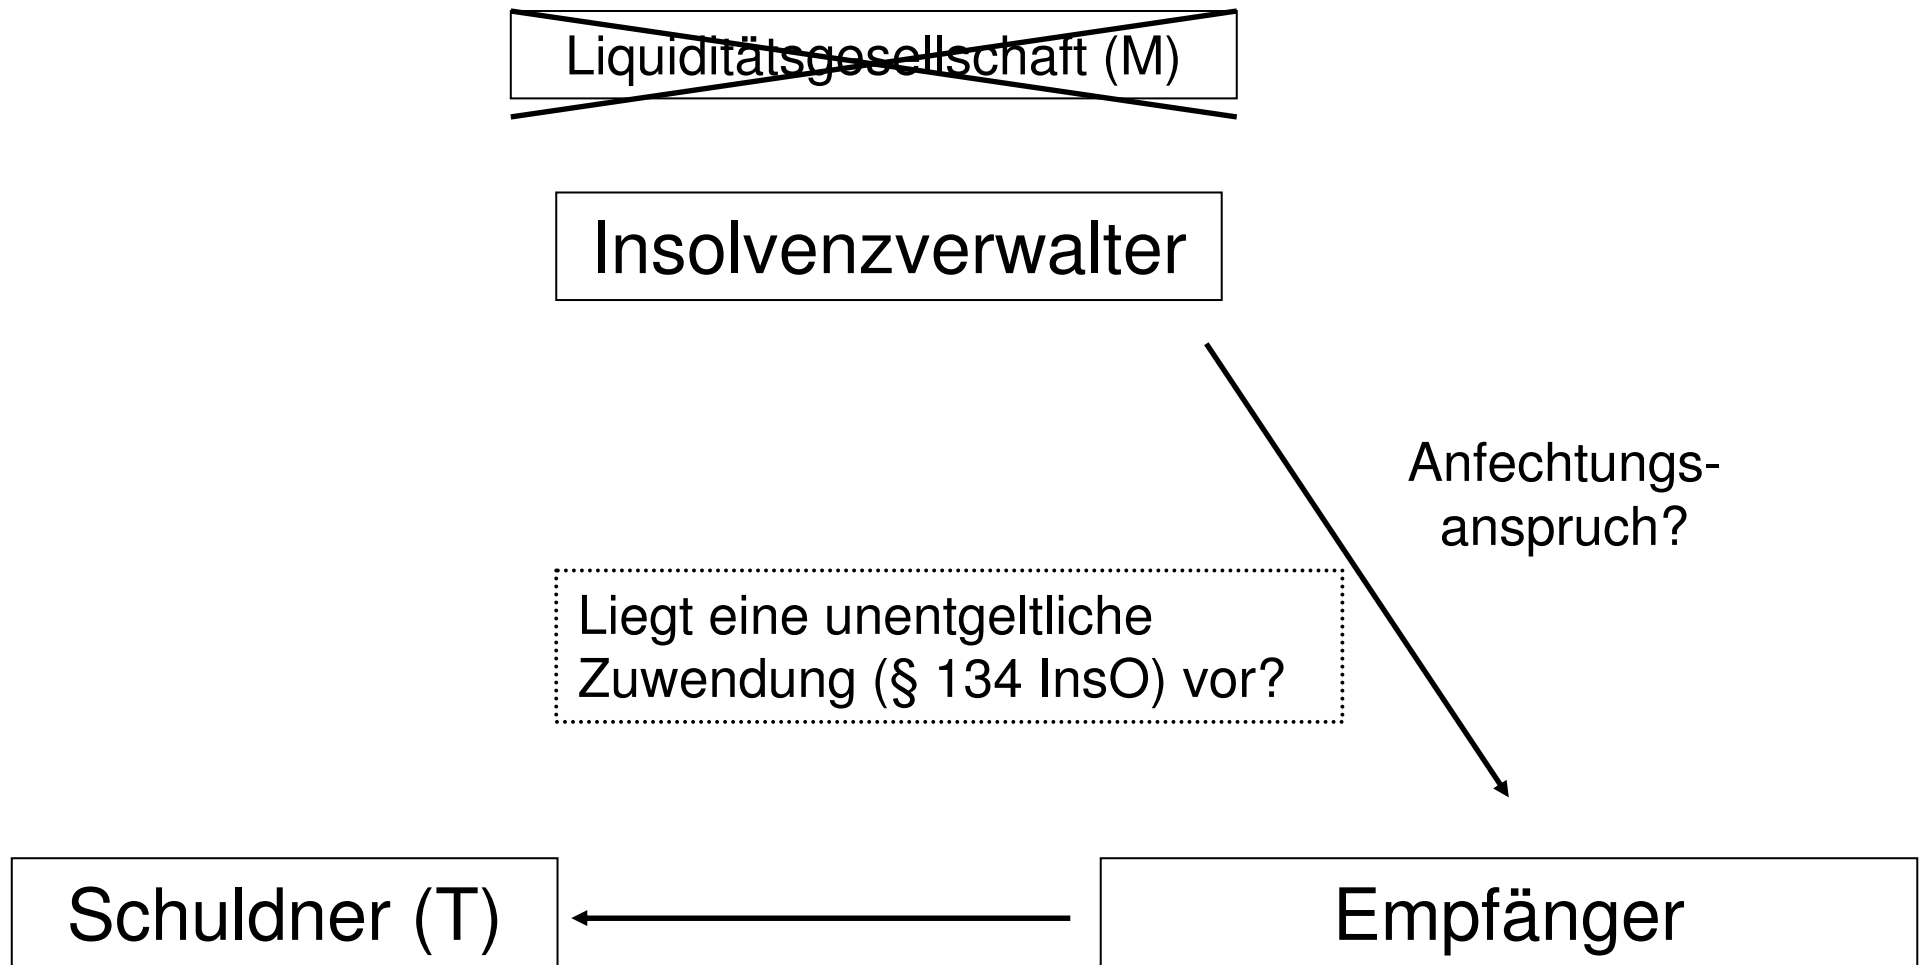 Liquiditätsgesellschaft (M)
Insolvenzverwalter
Anfechtungs-
anspruch?
Liegt eine unentgeltliche
Zuwendung (§ 134 InsO) vor?
Schuldner (T)
Empfänger